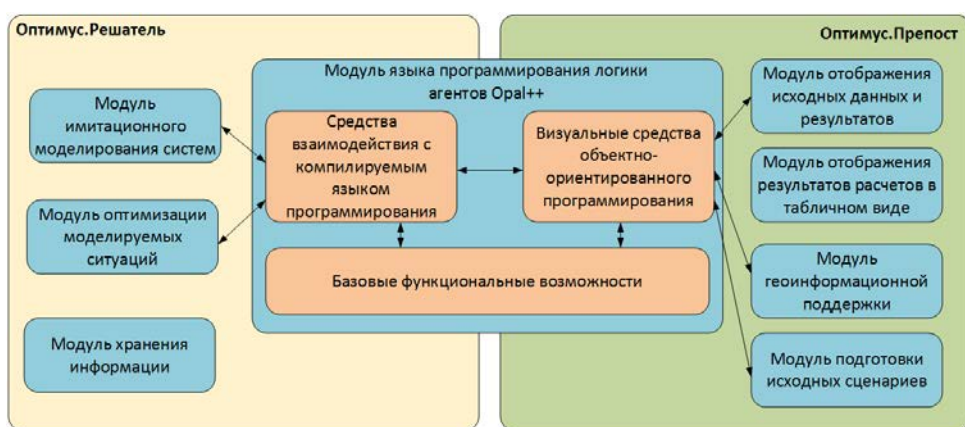 Оптимус.Решатель
Оптимус.Препост
Модуль языка программирования логики
агентов Opal++
Модуль
имитационного
моделирования систем
Модуль оптимизации
моделируемых
ситуаций
Модуль хранения
информации
Средства
взаимодействия с
компилируемым
языком
программирования
Визуальные средства
объектно-
ориентированного
программирования
Базовые функциональные возможности
Модуль отображения
исходных данных и
результатов
Модуль отображения
результатов расчетов в
табличном виде
Модуль
геоинформационной
поддержки
Модуль подготовки
исходных сценариев